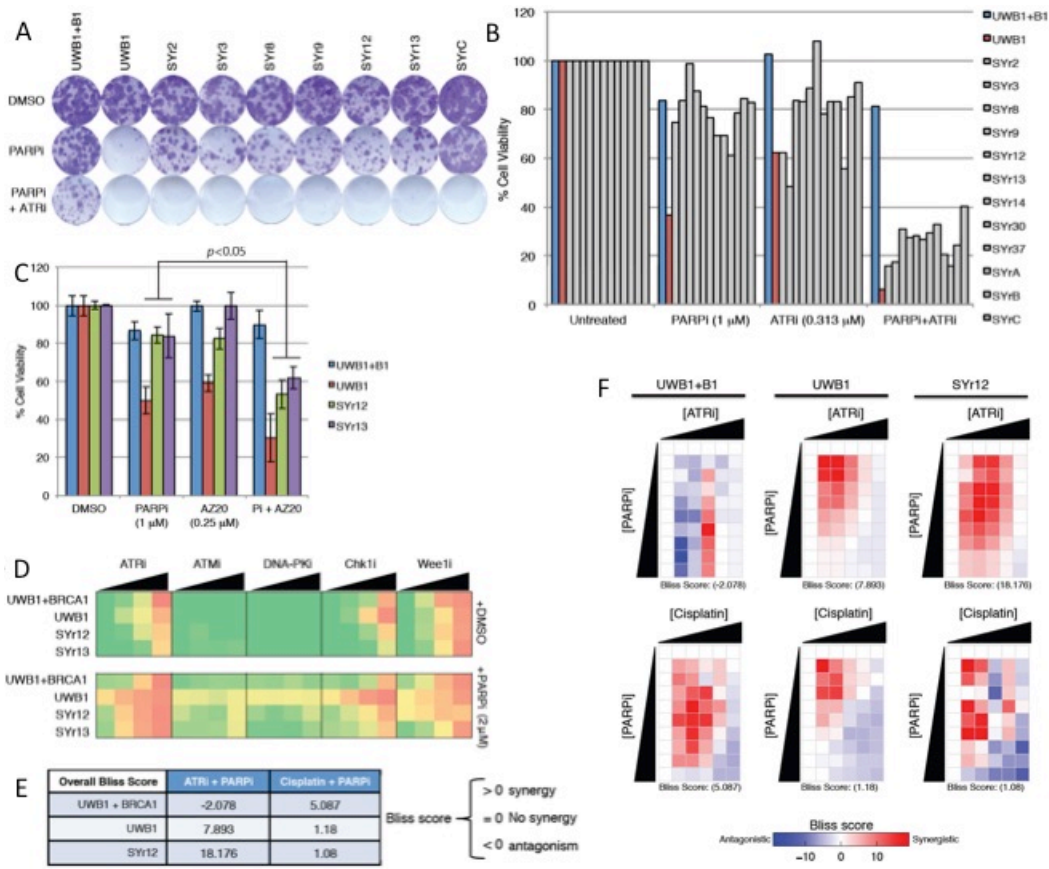 A
UWB1+B1
UWB1
SYr2
SYr3
SYr8
SYr9
SYr12
SYr13
SYrC
DMSO
PARPi
PARPi
+ ATRi
B
120
100
80
60
40
20
0
% Cell Viability
Untreated
PARPi (1 μM)
ATRi (0.313 μM)
PARPi+ATRi
UWB1+B1
UWB1
SYr2
SYr3
SYr8
SYr9
SYr12
SYr13
SYr14
SYr30
SYr37
SYrA
SYrB
SYrC
C
p<0.05
120
100
80
60
40
20
0
% Cell Viability
DMSO
PARPi
(1 μM)
AZ20
(0.25 μM)
Pi + AZ20
UWB1+B1
UWB1
SYr12
SYr13
D
ATRi
ATMi
DNA-PKi
Chk1i
Wee1i
UWB1+BRCA1
UWB1
SYr12
SYr13
+DMSO
UWB1+BRCA1
UWB1
SYr12
SYr13
+PARPi (2μM)
E
Overall Bliss Score ATRi + PARPi Cisplatin + PARPi
UWB1 + BRCA1 -2.078 5.087
UWB1 7.893 1.18
SYr12 18.176 1.08
Bliss score
> 0 synergy
= 0 No synergy
< 0 antagonism
F
UWB1+B1
UWB1
SYr12
[ATRi]
[ATRi]
[ATRi]
[PARPi]
[PARPi]
[PARPi]
Bliss Score: (-2.078)
Bliss Score: (7.893)
Bliss Score: (18.176)
[Cisplatin]
[Cisplatin]
[Cisplatin]
[PARPi]
[PARPi]
[PARPi]
Bliss Score: (5.087)
Bliss Score: (1.18)
Bliss Score: (1.08)
Bliss score
Antagonistic
Synergistic
-10
0
10